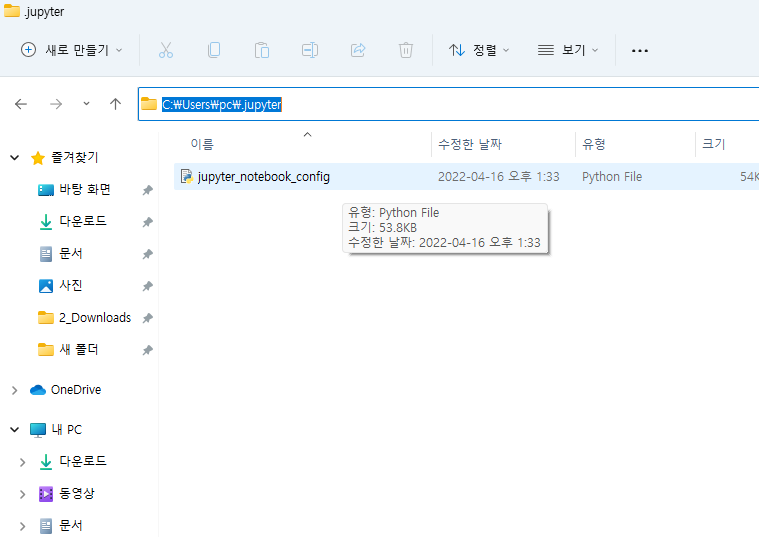 .jupyter
새로 만들기
정렬
보기
C:₩Users₩pc₩.jupyter
이름
수정한 날짜
유형
크기
jupyter_notebook_config
2022-04-16 오후 1:33
Python File
54K
유형: Python File
크기: 53.8KB
수정한 날짜: 2022-04-16 오후 1:33
즐겨찾기
바탕 화면
다운로드
문서
사진
2_Downloads
새 폴더
OneDrive
내 PC
다운로드
동영상
문서